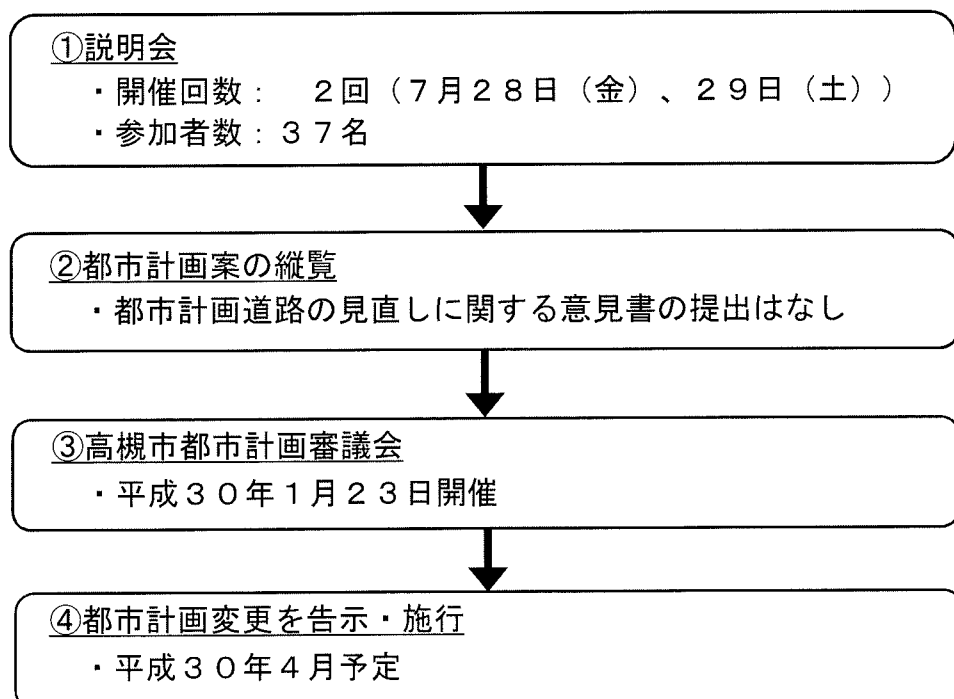 ①説明会
・開催回数：　２回（７月２８日（金）、２９日（土））
・参加者数：３７名
②都市計画案の縦覧
・都市計画道路の見直しに関する意見書の提出はなし
③高槻市都市計画審議会
・平成３０年１月２３日開催
④都市計画変更を告示・施行
・平成３０年４月予定